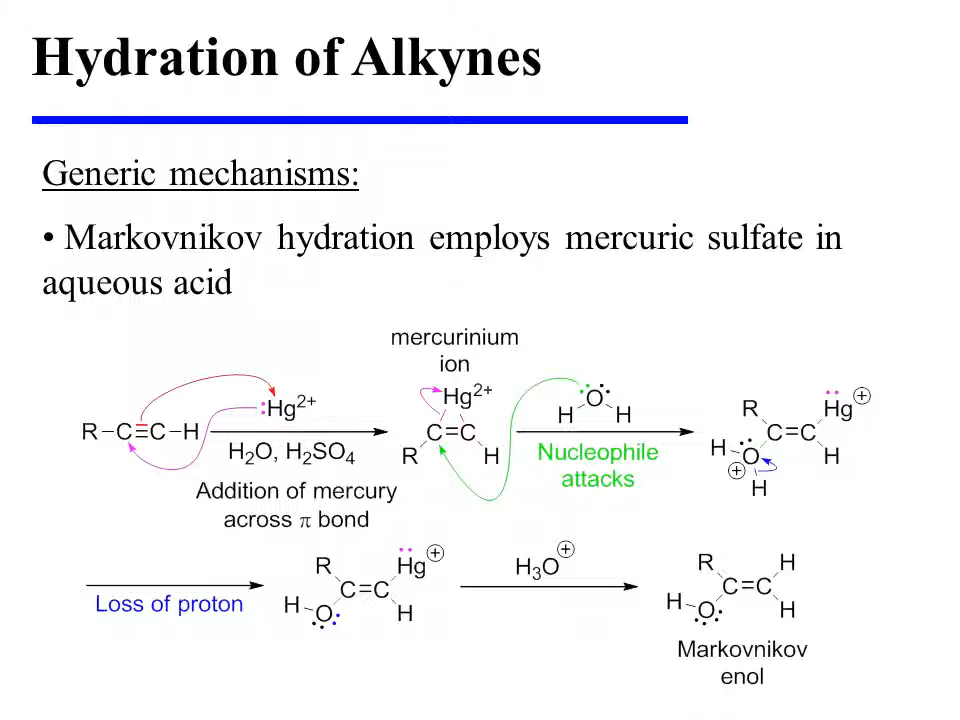 Hydration of Alkynes
Generic mechanisms:
• Markovnikov hydration employs mercuric sulfate in
aqueous acid
mercurinium
ion
R–C≡C–H
:Hg²⁺
H₂O, H₂SO₄
Addition of mercury
across π bond
Hg²⁺
C=C
R H
O
H H
Nucleophile
attacks
R Hg⊕
C=C
H O H
⊕
H
Loss of proton
R Hg⊕
C=C
H O H
H₃O⊕
R H
C=C
H O H
Markovnikov
enol